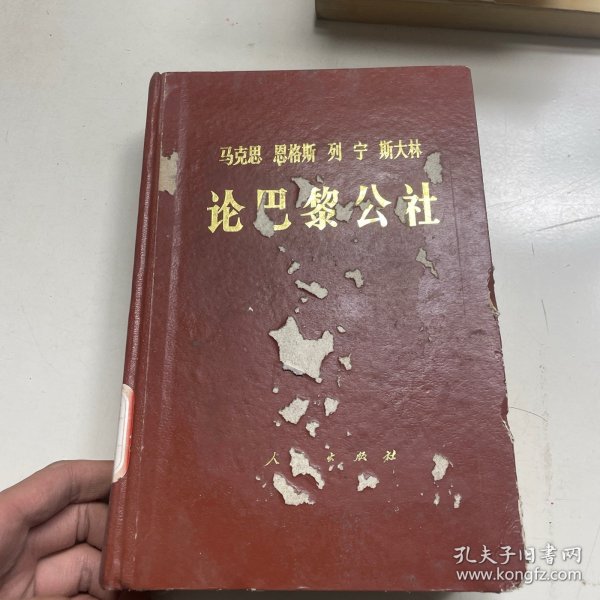 马克思 恩格斯 列宁 斯大林
论巴黎公社
人 出版社
孔夫子旧书网
www.kongfz.com